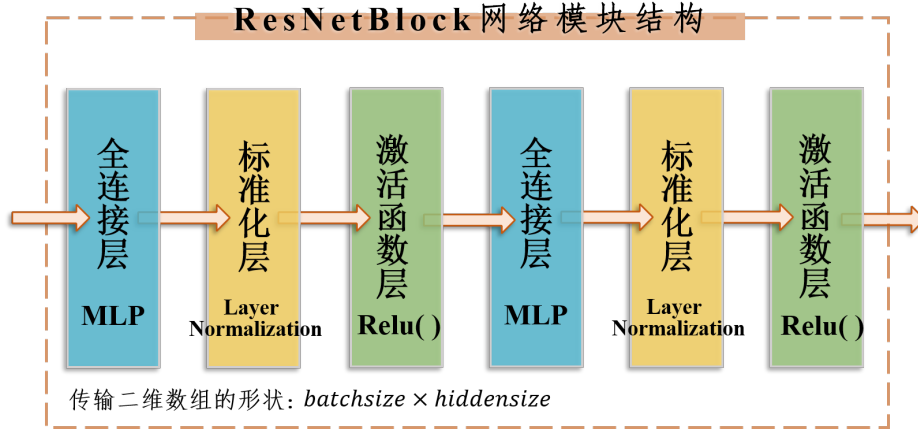 ResNetBlock网络模块结构
全连接层
MLP
标准化层
Layer
Normalization
激活函数层
Relu( )
全连接层
MLP
标准化层
Layer
Normalization
激活函数层
Relu( )
传输二维数组的形状: batchsize × hiddensize